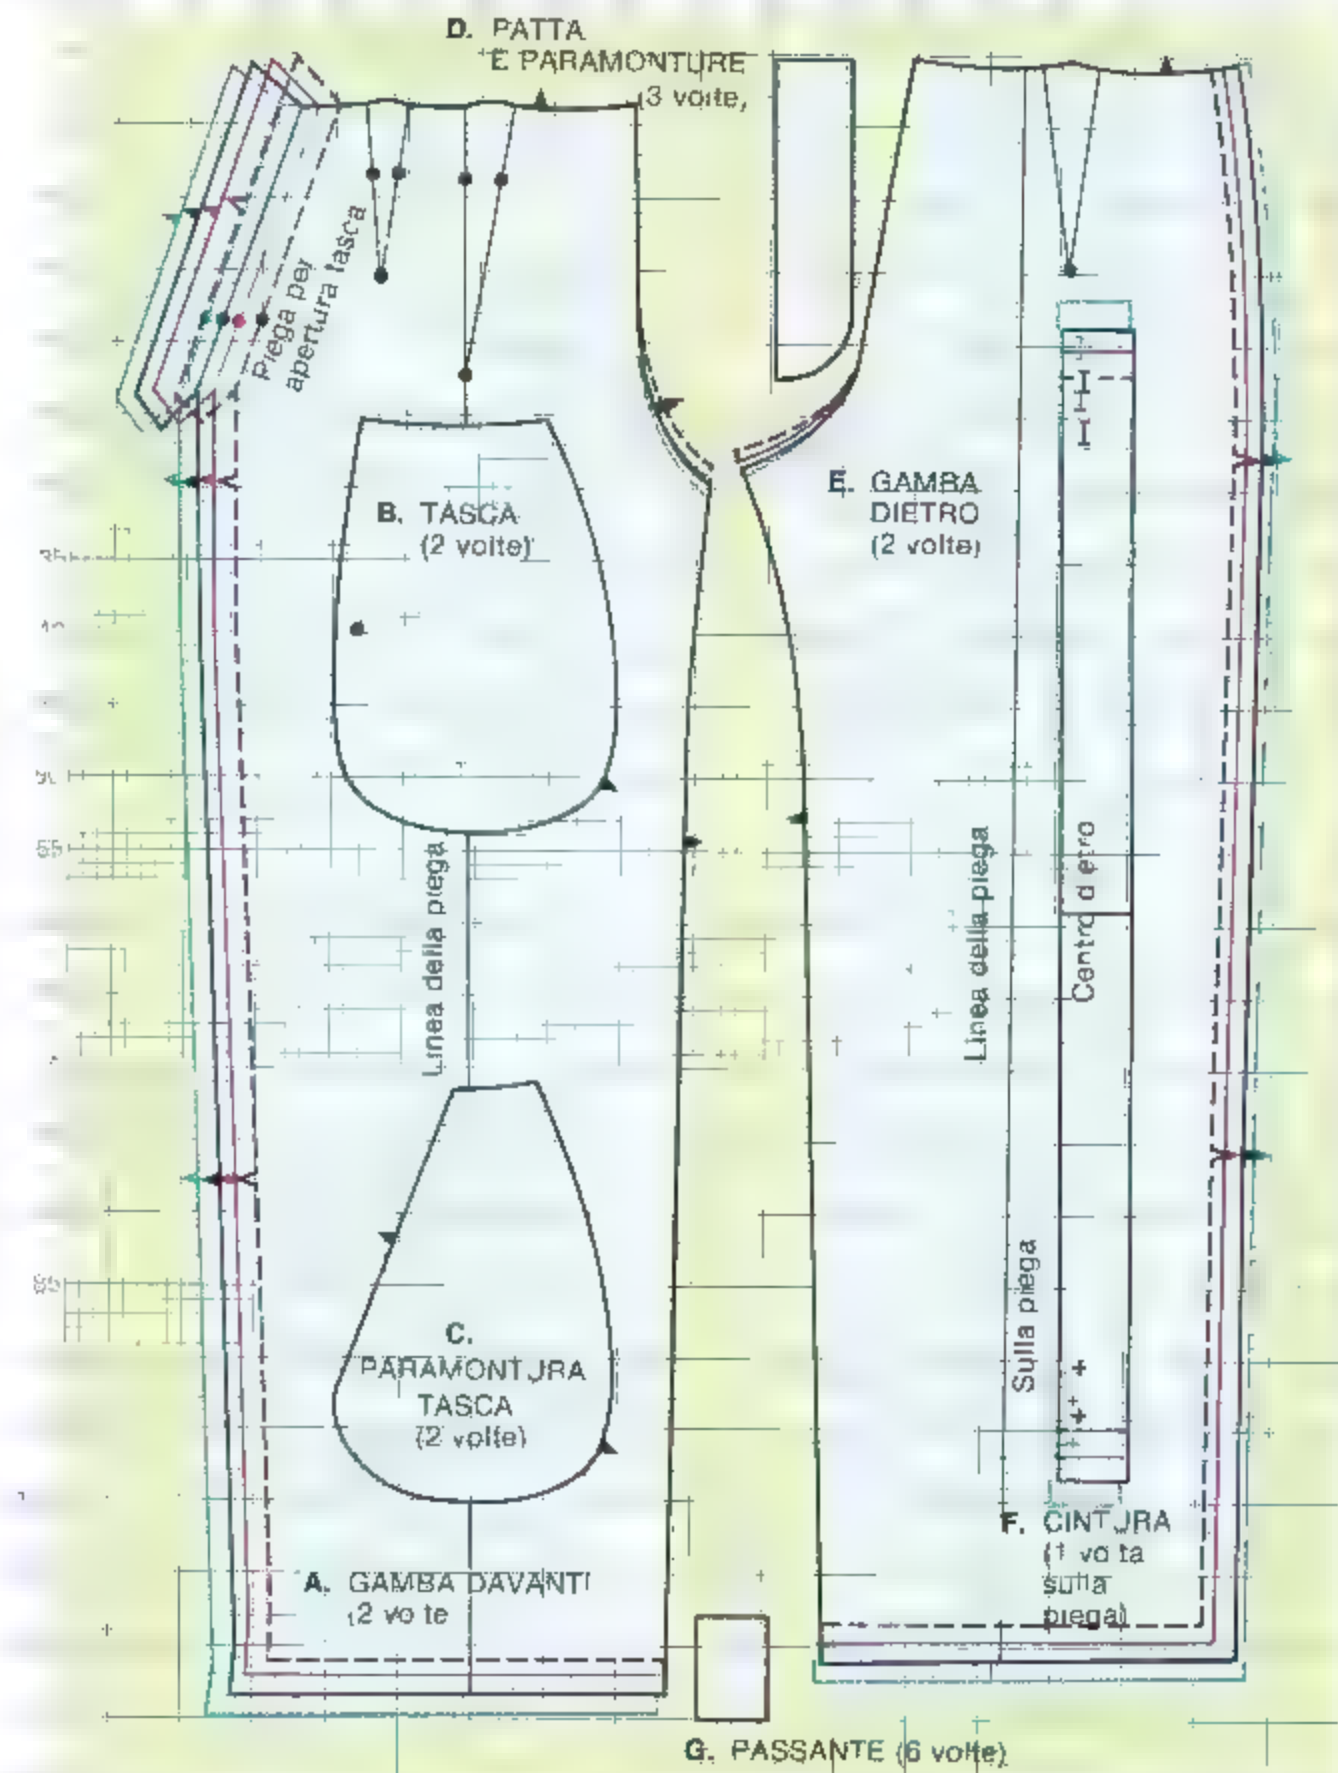 D. PATTA
E PARAMONTURE
(3 volte)
Piega per
apertura tasca
B. TASCA
(2 volte)
E. GAMBA
DIETRO
(2 volte)
Linea della piega
Linea della piega
Centro dietro
Sulla piega
C.
PARAMONTURA
TASCA
(2 volte)
A. GAMBA DAVANTI
(2 volte
F. CINTURA
(1 volta
sulla
piega)
G. PASSANTE (6 volte)